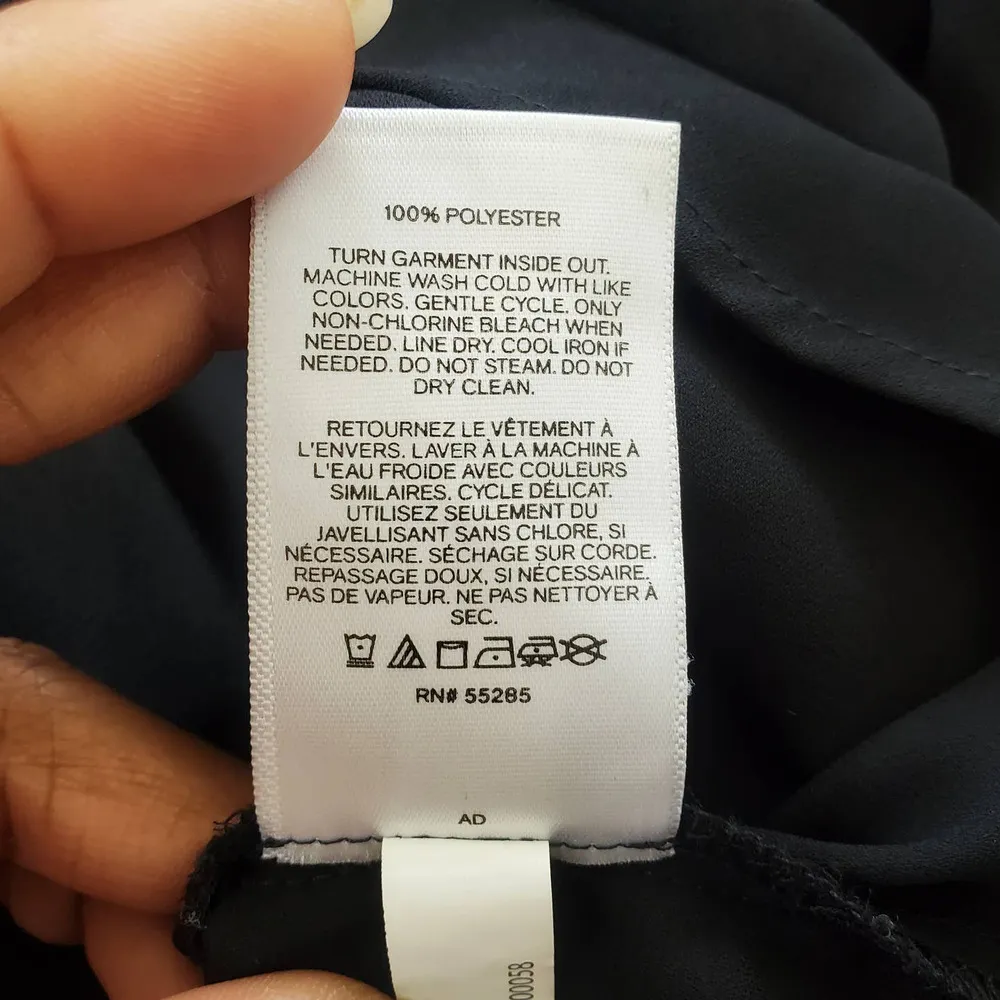 100% POLYESTER
TURN GARMENT INSIDE OUT.
MACHINE WASH COLD WITH LIKE
COLORS. GENTLE CYCLE. ONLY
NON-CHLORINE BLEACH WHEN
NEEDED. LINE DRY. COOL IRON IF
NEEDED. DO NOT STEAM. DO NOT
DRY CLEAN.
RETOURNEZ LE VÊTEMENT À
L'ENVERS. LAVER À LA MACHINE À
L'EAU FROIDE AVEC COULEURS
SIMILAIRES. CYCLE DÉLICAT.
UTILISEZ SEULEMENT DU
JAVELLISANT SANS CHLORE, SI
NÉCESSAIRE. SÉCHAGE SUR CORDE.
REPASSAGE DOUX, SI NÉCESSAIRE.
PAS DE VAPEUR. NE PAS NETTOYER À
SEC.
RN# 55285
AD
00058